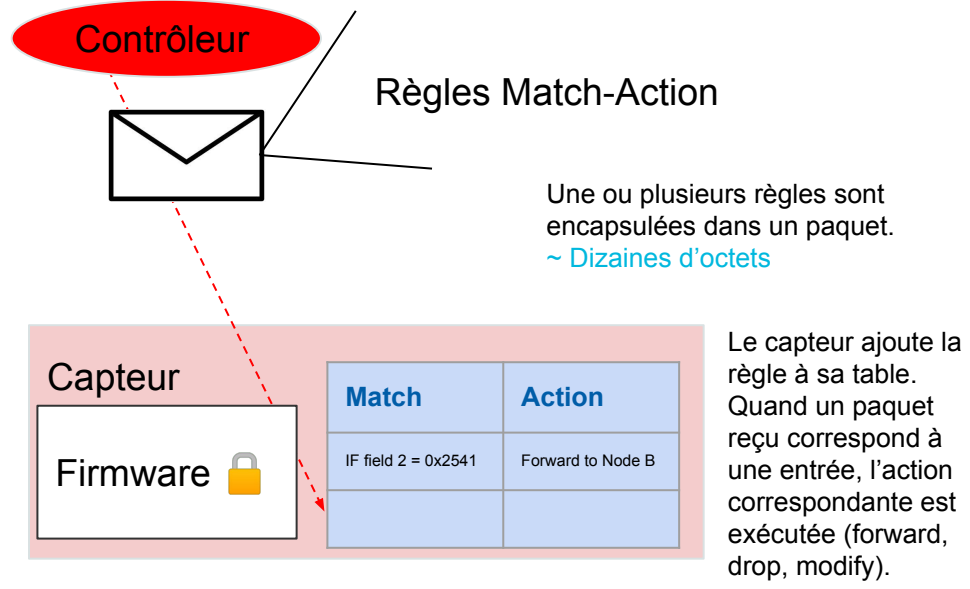 Contrôleur
Règles Match-Action
Une ou plusieurs règles sont
encapsulées dans un paquet.
~ Dizaines d’octets
Capteur
Firmware
Match
Action
IF field 2 = 0x2541
Forward to Node B
Le capteur ajoute la
règle à sa table.
Quand un paquet
reçu correspond à
une entrée, l’action
correspondante est
exécutée (forward,
drop, modify).